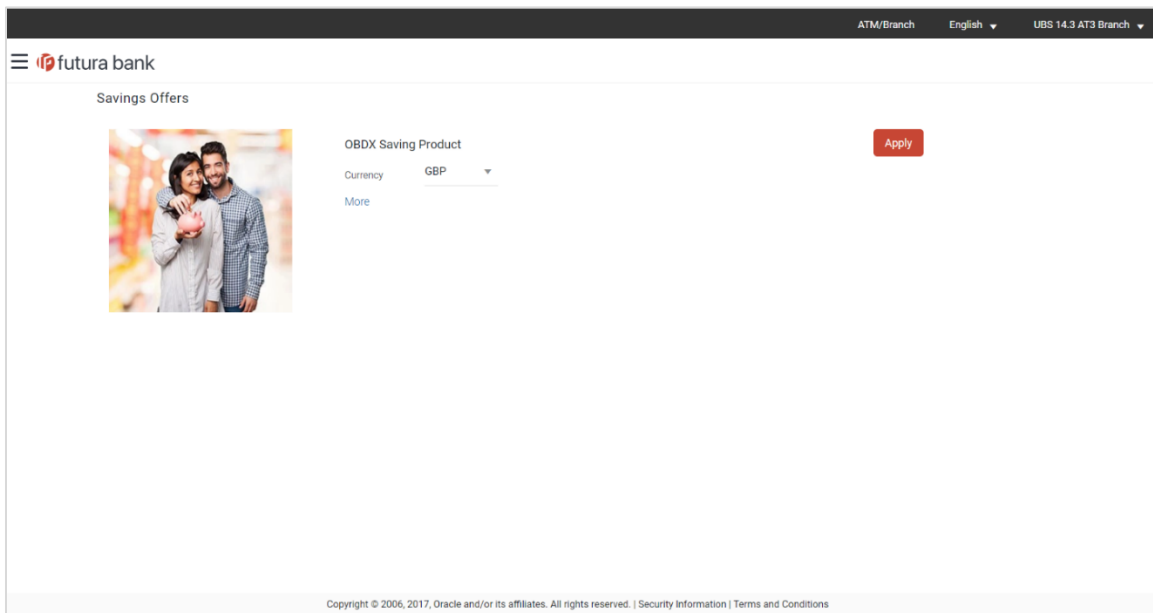 ATM/Branch English UBS 14.3 AT3 Branch
futura bank
Savings Offers
OBDX Saving Product
Apply
Currency GBP
More
Copyright © 2006, 2017, Oracle and/or its affiliates. All rights reserved. | Security Information | Terms and Conditions